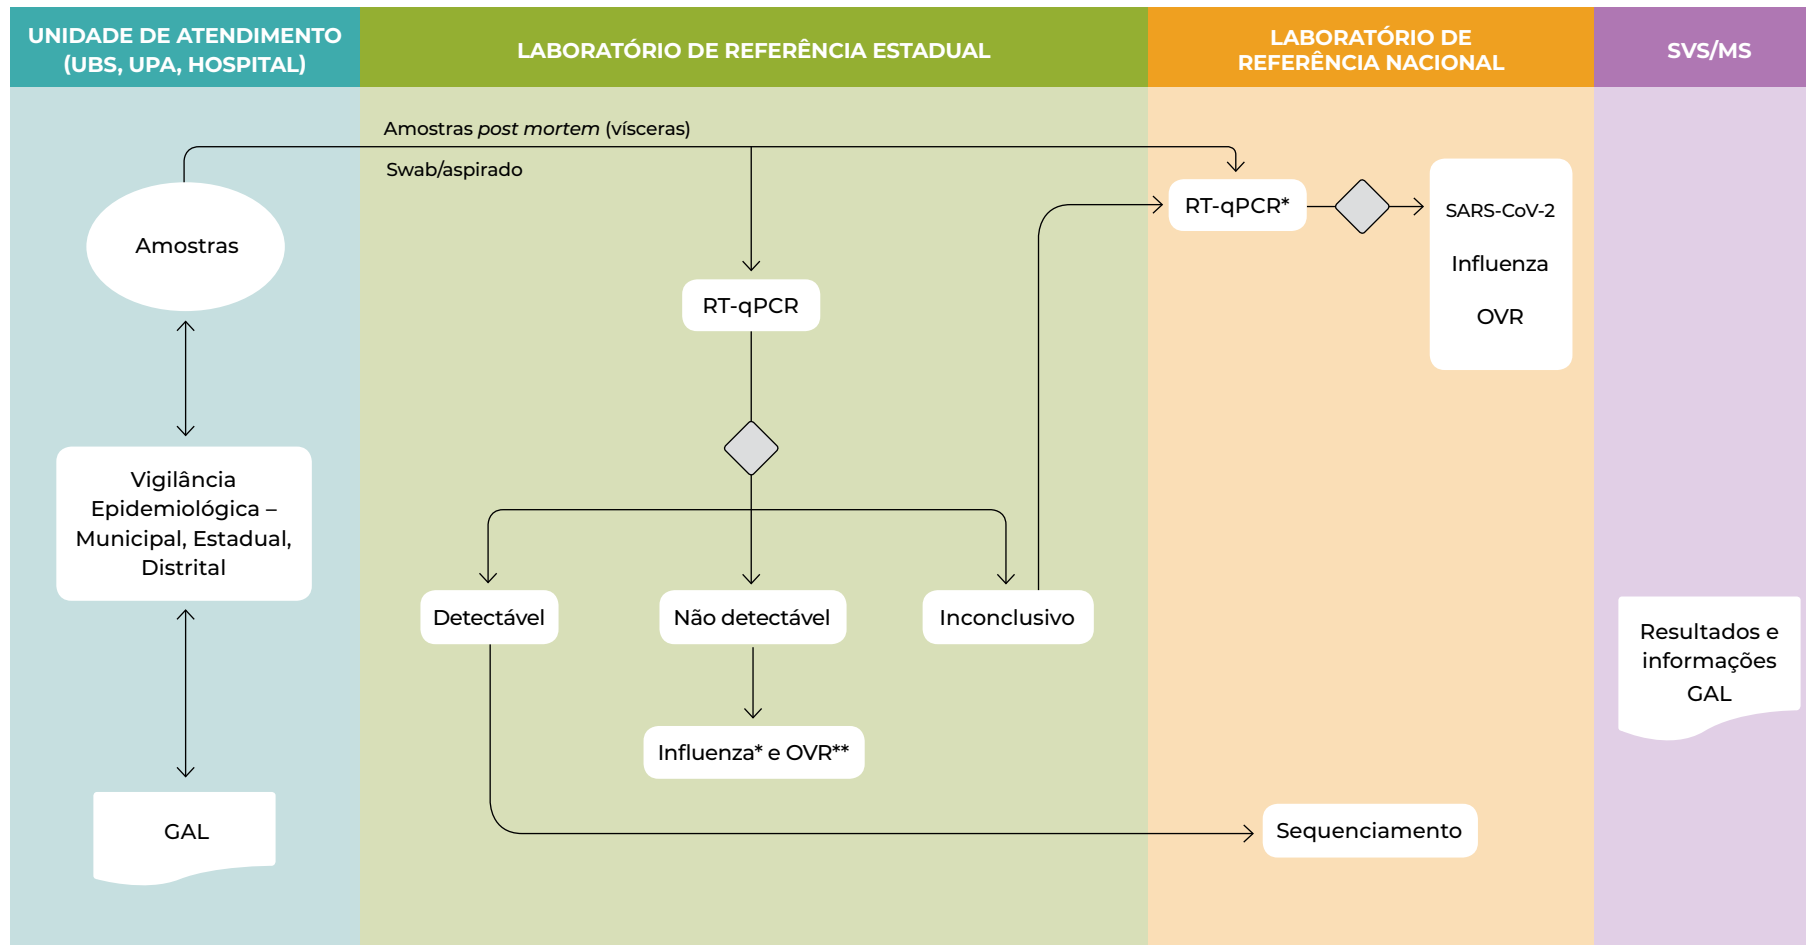 UNIDADE DE ATENDIMENTO
(UBS, UPA, HOSPITAL)
LABORATÓRIO DE REFERÊNCIA ESTADUAL
LABORATÓRIO DE
REFERÊNCIA NACIONAL
SVS/MS
Amostras post mortem (vísceras)
Swab/aspirado
Amostras
Vigilância
Epidemiológica –
Municipal, Estadual,
Distrital
GAL
RT-qPCR
Detectável
Não detectável
Inconclusivo
Influenza* e OVR**
RT-qPCR*
SARS-CoV-2
Influenza
OVR
Sequenciamento
Resultados e
informações
GAL